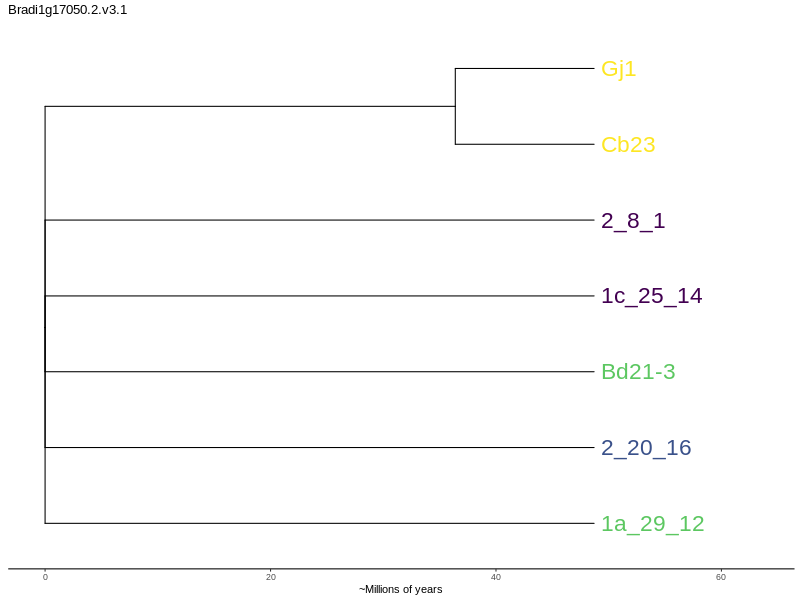 Bradi1g17050.2.v3.1
Gj1
Cb23
2_8_1
1c_25_14
Bd21-3
2_20_16
1a_29_12
0 20 40 60
~Millions of years